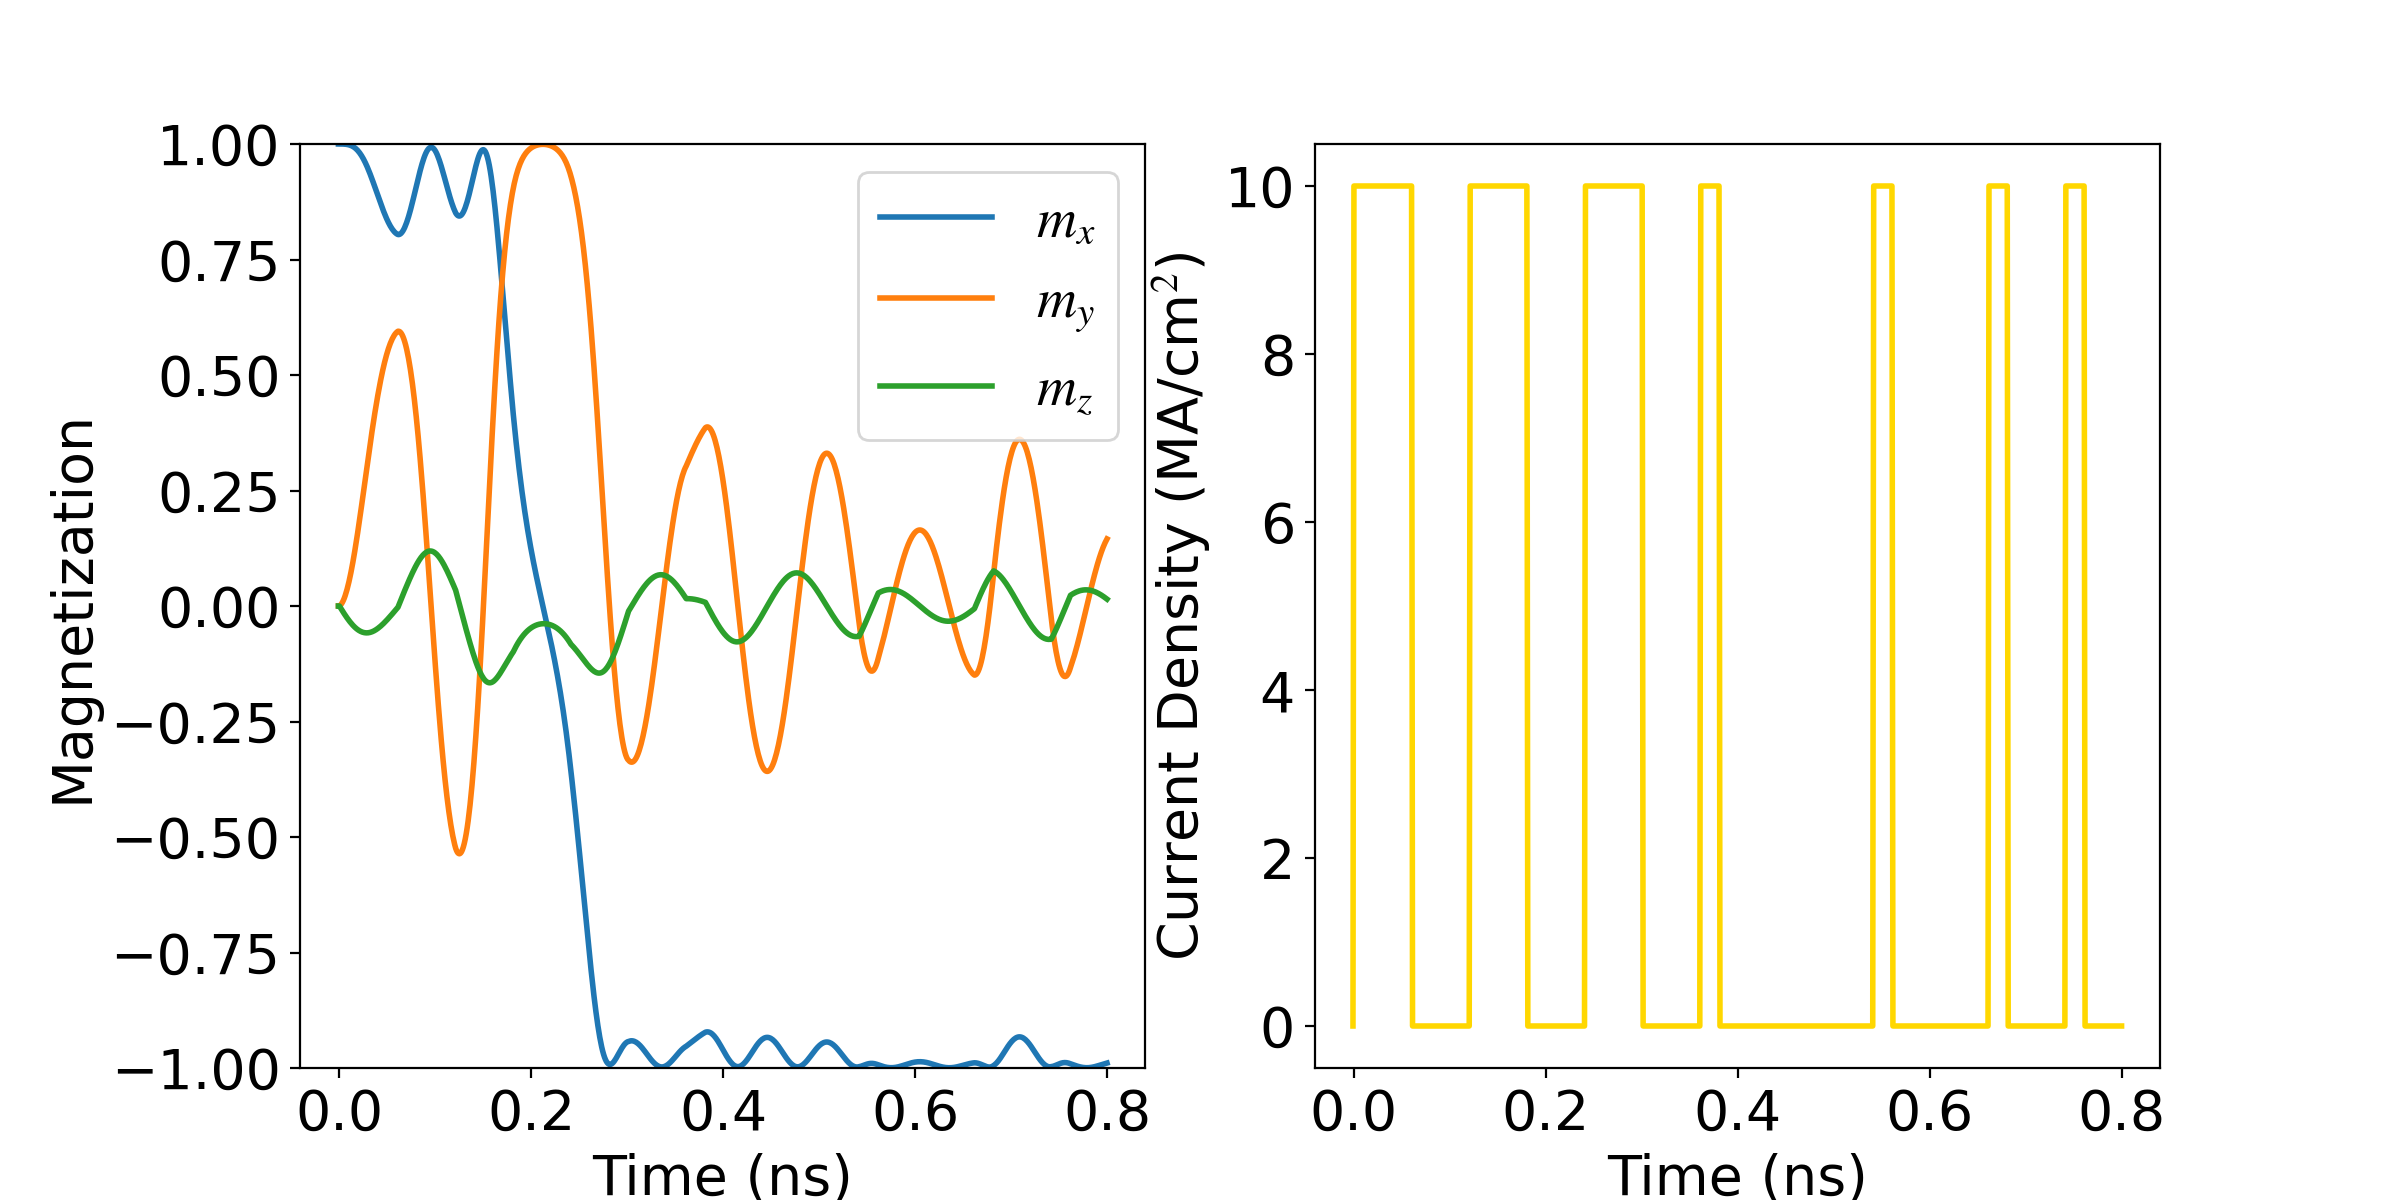 Magnetization
1.00
0.75
0.50
0.25
0.00
−0.25
−0.50
−0.75
−1.00
0.0 0.2 0.4 0.6 0.8
Time (ns)
m_x
m_y
m_z
Current Density (MA/cm²)
10
8
6
4
2
0
0.0 0.2 0.4 0.6 0.8
Time (ns)